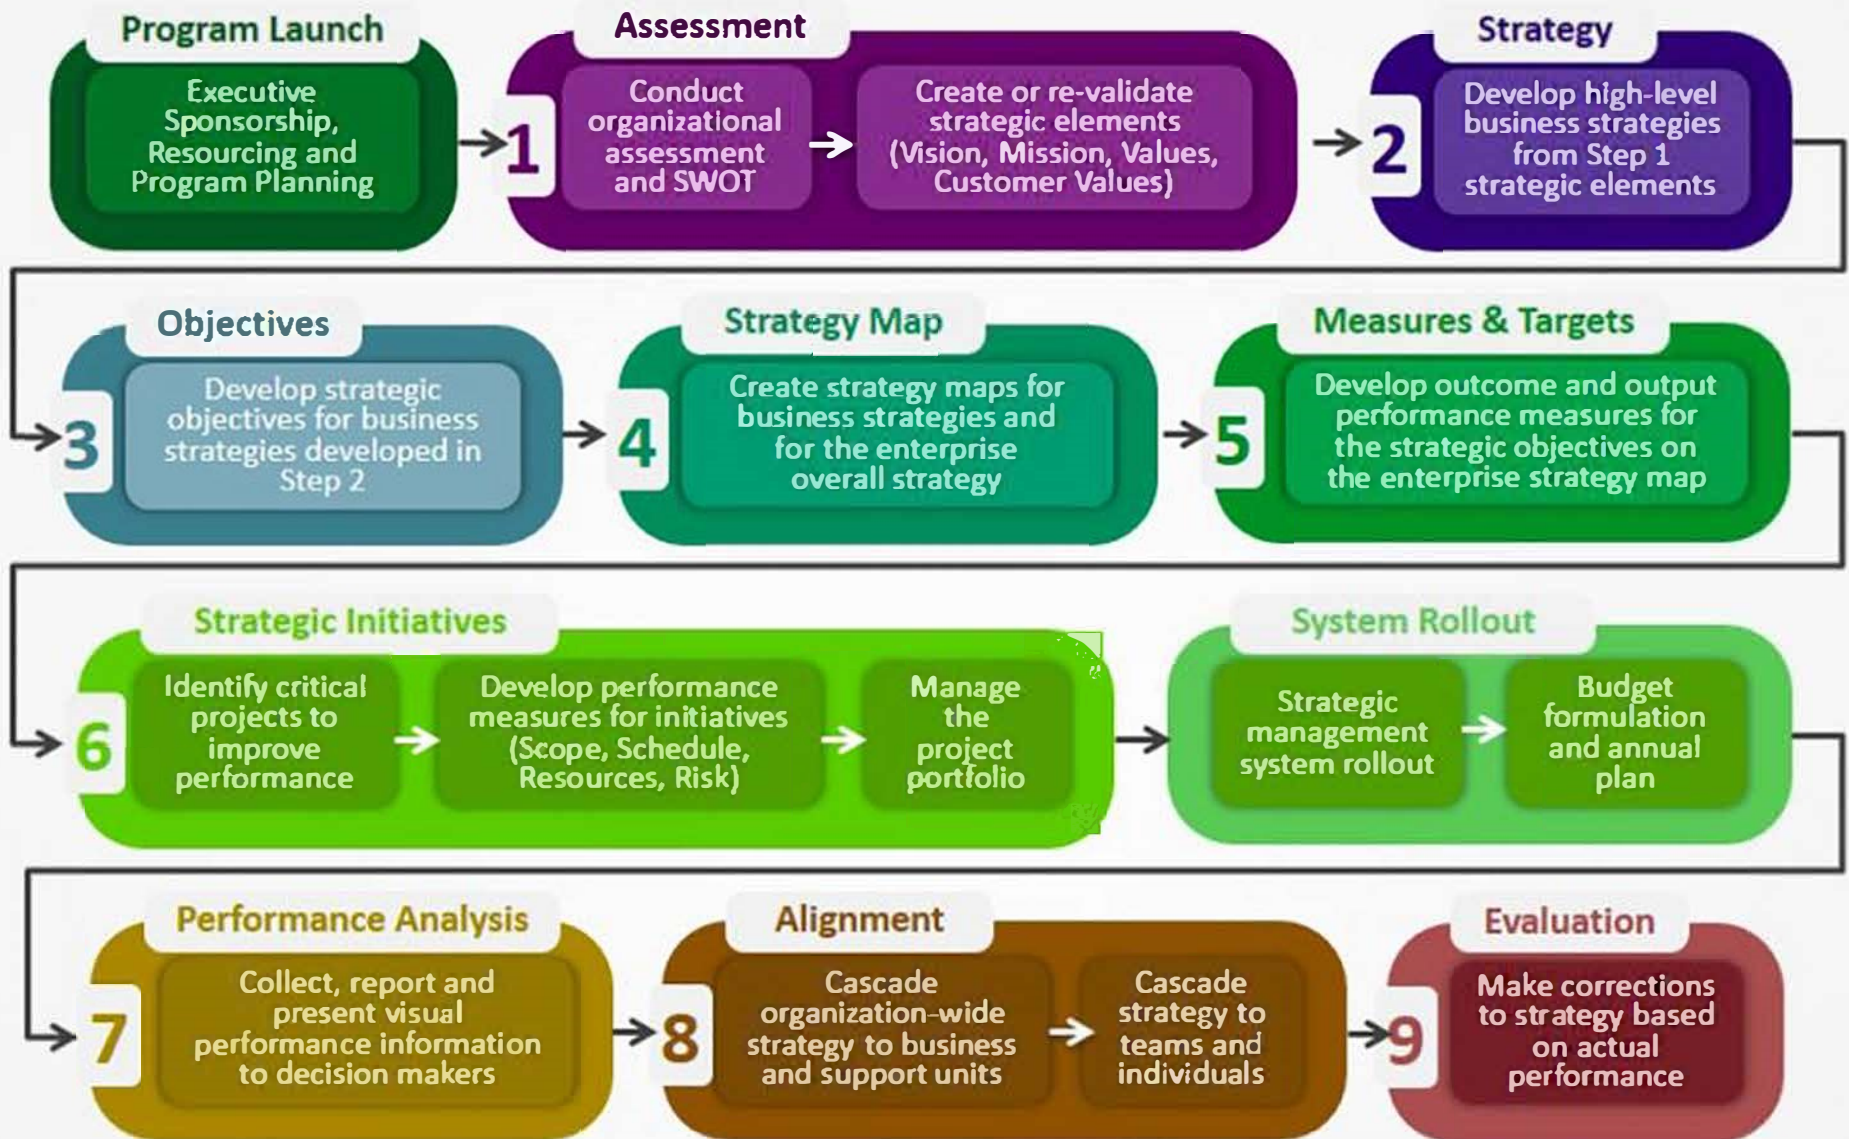 Program Launch
Executive
Sponsorship,
Resourcing and
Program Planning
1
Assessment
Conduct
organizational
assessment
and SWOT
Create or re-validate
strategic elements
(Vision, Mission, Values,
Customer Values)
2
Strategy
Develop high-level
business strategies
from Step 1
strategic elements
3
Objectives
Develop strategic
objectives for business
strategies developed in
Step 2
4
Strategy Map
Create strategy maps for
business strategies and
for the enterprise
overall strategy
5
Measures & Targets
Develop outcome and output
performance measures for
the strategic objectives on
the enterprise strategy map
6
Strategic Initiatives
Identify critical
projects to
improve
performance
Develop performance
measures for initiatives
(Scope, Schedule,
Resources, Risk)
Manage
the
project
portfolio
System Rollout
Strategic
management
system rollout
Budget
formulation
and annual
plan
7
Performance Analysis
Collect, report and
present visual
performance information
to decision makers
8
Alignment
Cascade
organization-wide
strategy to business
and support units
Cascade
strategy to
teams and
individuals
9
Evaluation
Make corrections
to strategy based
on actual
performance